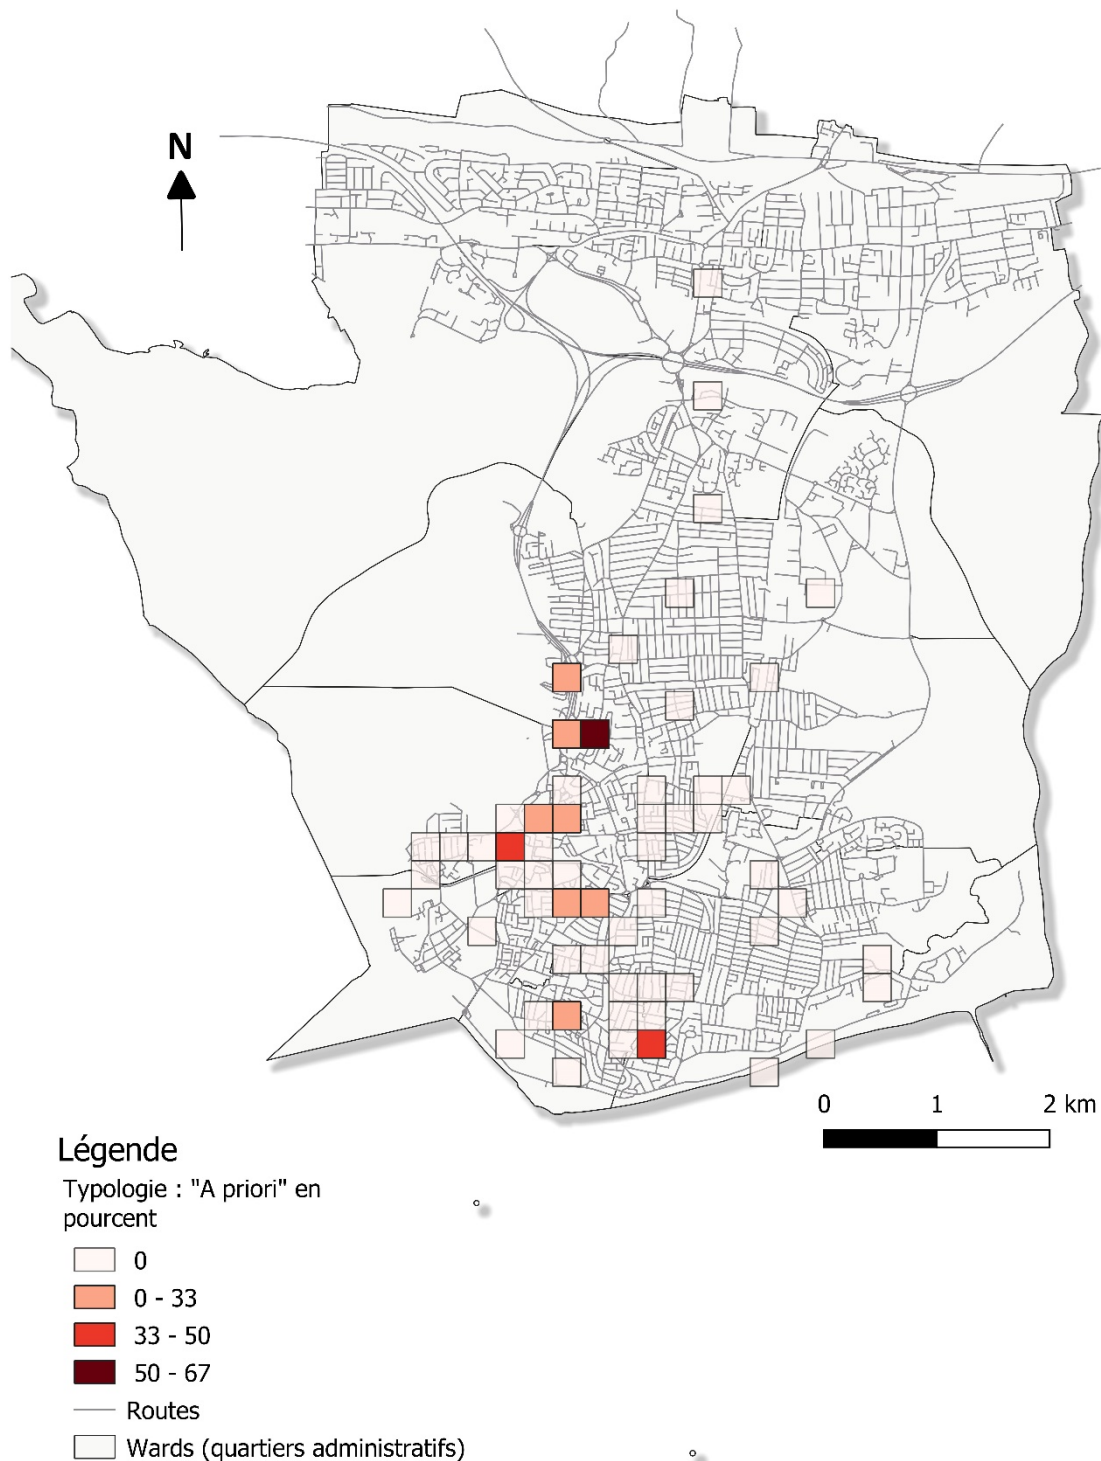 N
0 1 2 km
Légende
Typologie : "A priori" en
pourcent
0
0 - 33
33 - 50
50 - 67
Routes
Wards (quartiers administratifs)